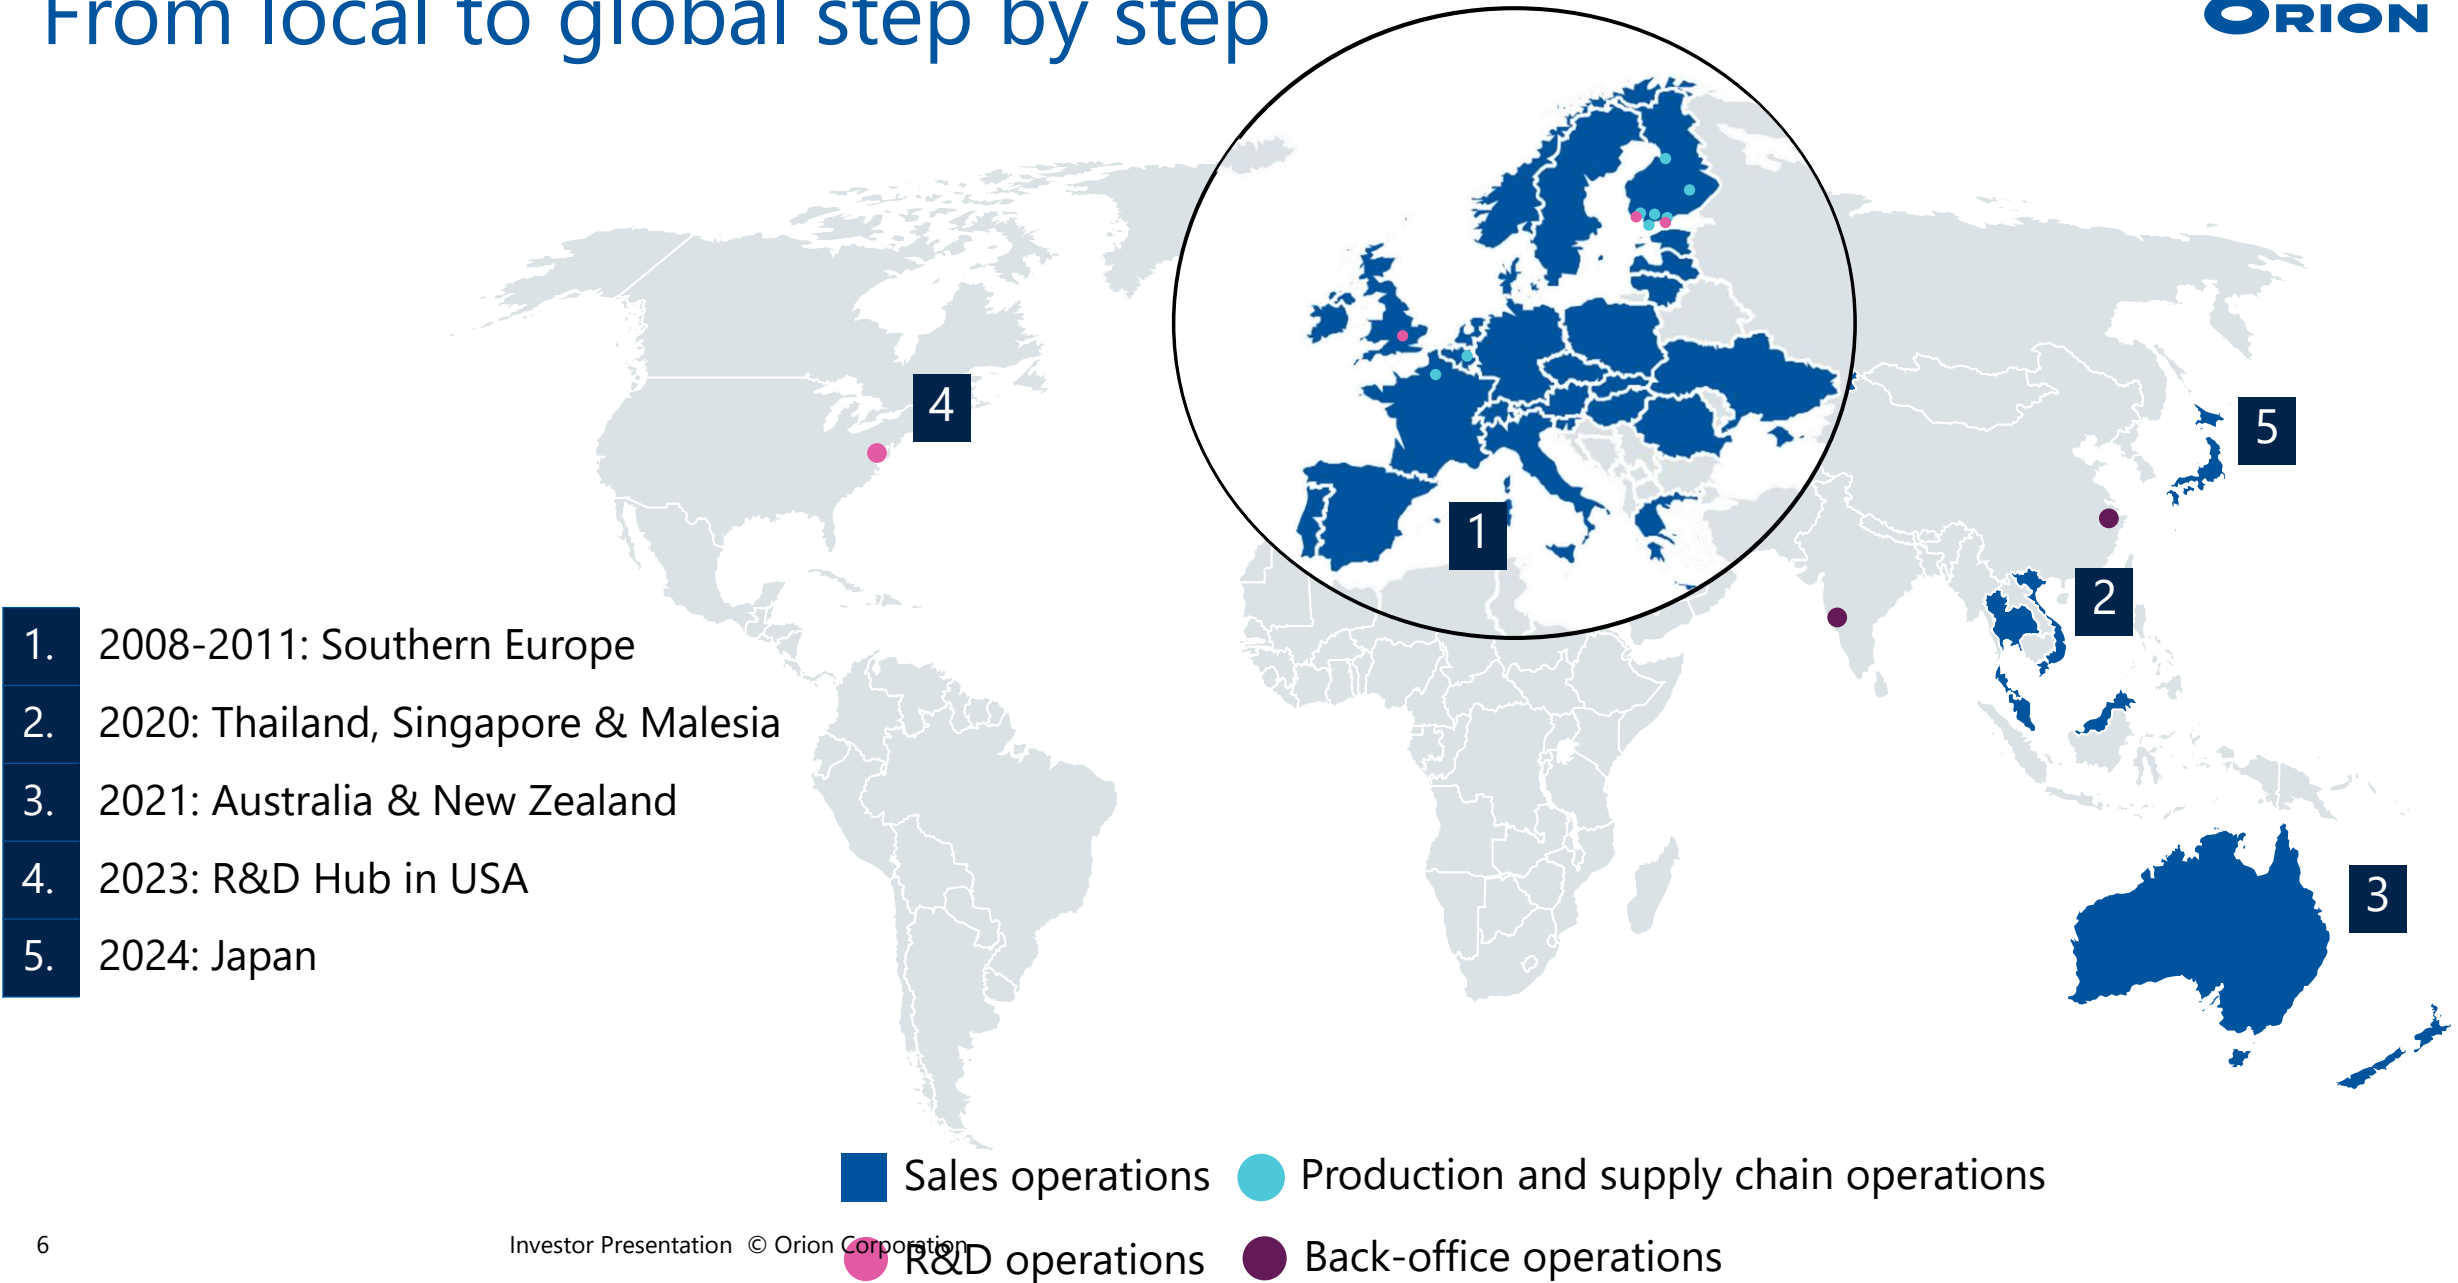 From local to global step by step
ORION
4
5
1
2
3
1. 2008-2011: Southern Europe
2. 2020: Thailand, Singapore & Malesia
3. 2021: Australia & New Zealand
4. 2023: R&D Hub in USA
5. 2024: Japan
Sales operations
Production and supply chain operations
R&D operations
Back-office operations
6
Investor Presentation © Orion Corporation